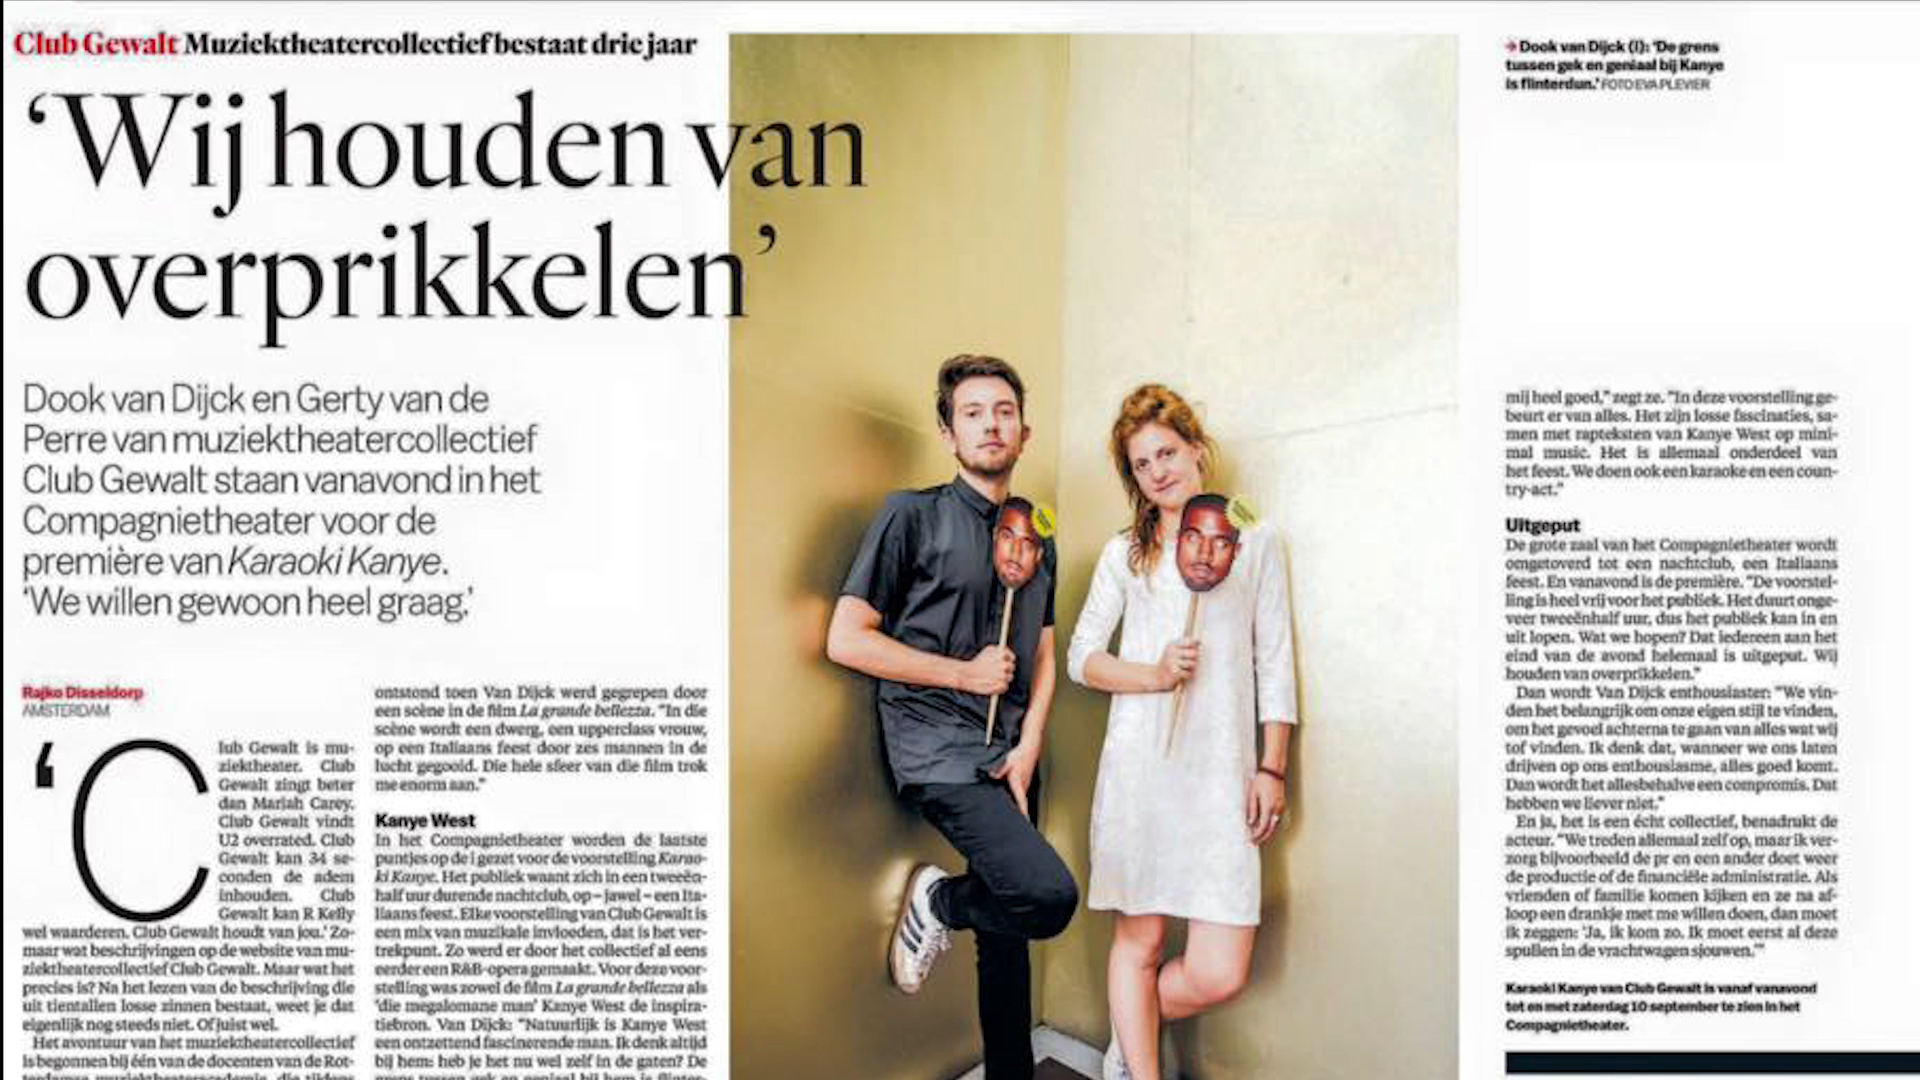 Club Gewalt Muziektheatercollectief bestaat drie jaar
‘Wij houden van
overprikkelen’
Dook van Dijck en Gerty van de
Perre van muziektheatercollectief
Club Gewalt staan vanavond in het
Compagnietheater voor de
première van Karaoki Kanye.
‘We willen gewoon heel graag.’
Rajko Disseldorp
AMSTERDAM
‘Club Gewalt is mu-
ziektheater. Club
Gewalt zingt beter
dan Mariah Carey.
Club Gewalt vindt
U2 overrated. Club
Gewalt kan 34 se-
conden de adem
inhouden. Club
Gewalt kan R Kelly
wel waarderen. Club Gewalt houdt van jou.’ Zo-
maar wat beschrijvingen op de website van mu-
ziektheatercollectief Club Gewalt. Maar wat het
precies is? Na het lezen van de beschrijving die
uit tientallen losse zinnen bestaat, weet je dat
eigenlijk nog steeds niet. Of juist wel.
Het avontuur van het muziektheatercollectief
is begonnen bij één van de docenten van de Rot-
terdamse muziektheateracademie, die tijdens
ontstond toen Van Dijck werd gegrepen door
een scène in de film La grande bellezza. “In die
scène wordt een dwerg, een upperclass vrouw,
op een Italiaans feest door zes mannen in de
lucht gegooid. Die hele sfeer van die film trok
me enorm aan.”
Kanye West
In het Compagnietheater worden de laatste
puntjes op de i gezet voor de voorstelling Karao-
ki Kanye. Het publiek waant zich in een tweeën-
half uur durende nachtclub, op – jawel – een Ita-
liaans feest. Elke voorstelling van Club Gewalt is
een mix van muzikale invloeden, dat is het ver-
trekpunt. Zo werd er door het collectief al eens
eerder een R&B-opera gemaakt. Voor deze voor-
stelling was zowel de film La grande bellezza als
‘die megalomane man’ Kanye West de inspira-
tiebron. Van Dijck: “Natuurlijk is Kanye West
een ontzettend fascinerende man. Ik denk altijd
bij hem: heb je het nu wel zelf in de gaten? De
grens tussen gek en geniaal bij hem is flinter-
➔ Dook van Dijck (l): ‘De grens
tussen gek en geniaal bij Kanye
is flinterdun.’ FOTO EVA PLEVIER
mij heel goed,” zegt ze. “In deze voorstelling ge-
beurt er van alles. Het zijn losse fascinaties, sa-
men met rapteksten van Kanye West op mini-
mal music. Het is allemaal onderdeel van
het feest. We doen ook een karaoke en een coun-
try-act.”
Uitgeput
De grote zaal van het Compagnietheater wordt
omgetoverd tot een nachtclub, een Italiaans
feest. En vanavond is de première. “De voorstel-
ling is heel vrij voor het publiek. Het duurt onge-
veer tweeënhalf uur, dus het publiek kan in en
uit lopen. Wat we hopen? Dat iedereen aan het
eind van de avond helemaal is uitgeput. Wij
houden van overprikkelen.”
Dan wordt Van Dijck enthousiaster: “We vin-
den het belangrijk om onze eigen stijl te vinden,
om het gevoel achterna te gaan van alles wat wij
tof vinden. Ik denk dat, wanneer we ons laten
drijven op ons enthousiasme, alles goed komt.
Dan wordt het allesbehalve een compromis. Dat
hebben we liever niet.”
En ja, het is een écht collectief, benadrukt de
acteur. “We treden allemaal zelf op, maar ik ver-
zorg bijvoorbeeld de pr en een ander doet weer
de productie of de financiële administratie. Als
vrienden of familie komen kijken en ze na af-
loop een drankje met me willen doen, dan moet
ik zeggen: ‘Ja, ik kom zo. Ik moet eerst al deze
spullen in de vrachtwagen sjouwen.’”
Karaoki Kanye van Club Gewalt is vanaf vanavond
tot en met zaterdag 10 september te zien in het
Compagnietheater.